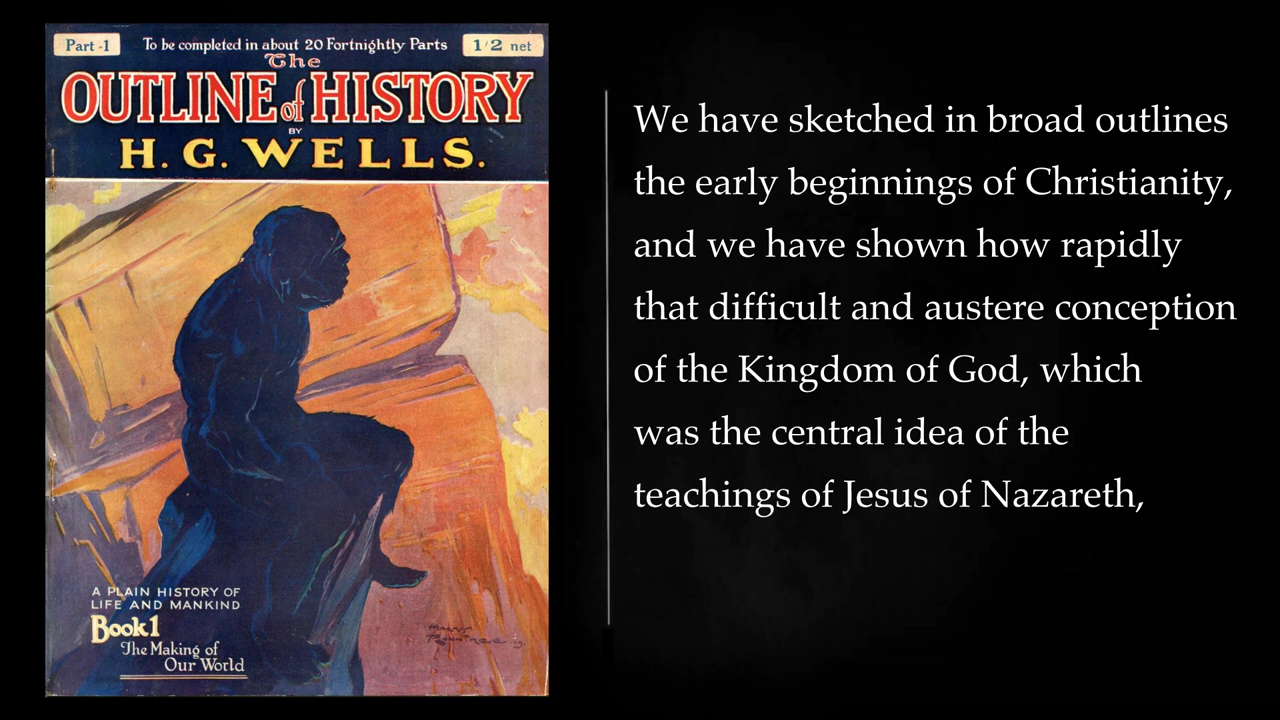 Part -1
To be completed in about 20 Fortnightly Parts
1/2 net
The
OUTLINE of HISTORY
BY
H. G. WELLS.
A PLAIN HISTORY OF
LIFE AND MANKIND
Book 1
The Making of
Our World
We have sketched in broad outlines
the early beginnings of Christianity,
and we have shown how rapidly
that difficult and austere conception
of the Kingdom of God, which
was the central idea of the
teachings of Jesus of Nazareth,